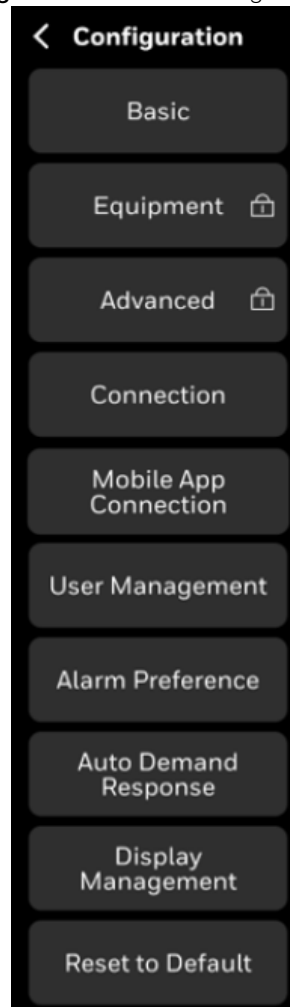 Configuration
Basic
Equipment
Advanced
Connection
Mobile App
Connection
User Management
Alarm Preference
Auto Demand
Response
Display
Management
Reset to Default